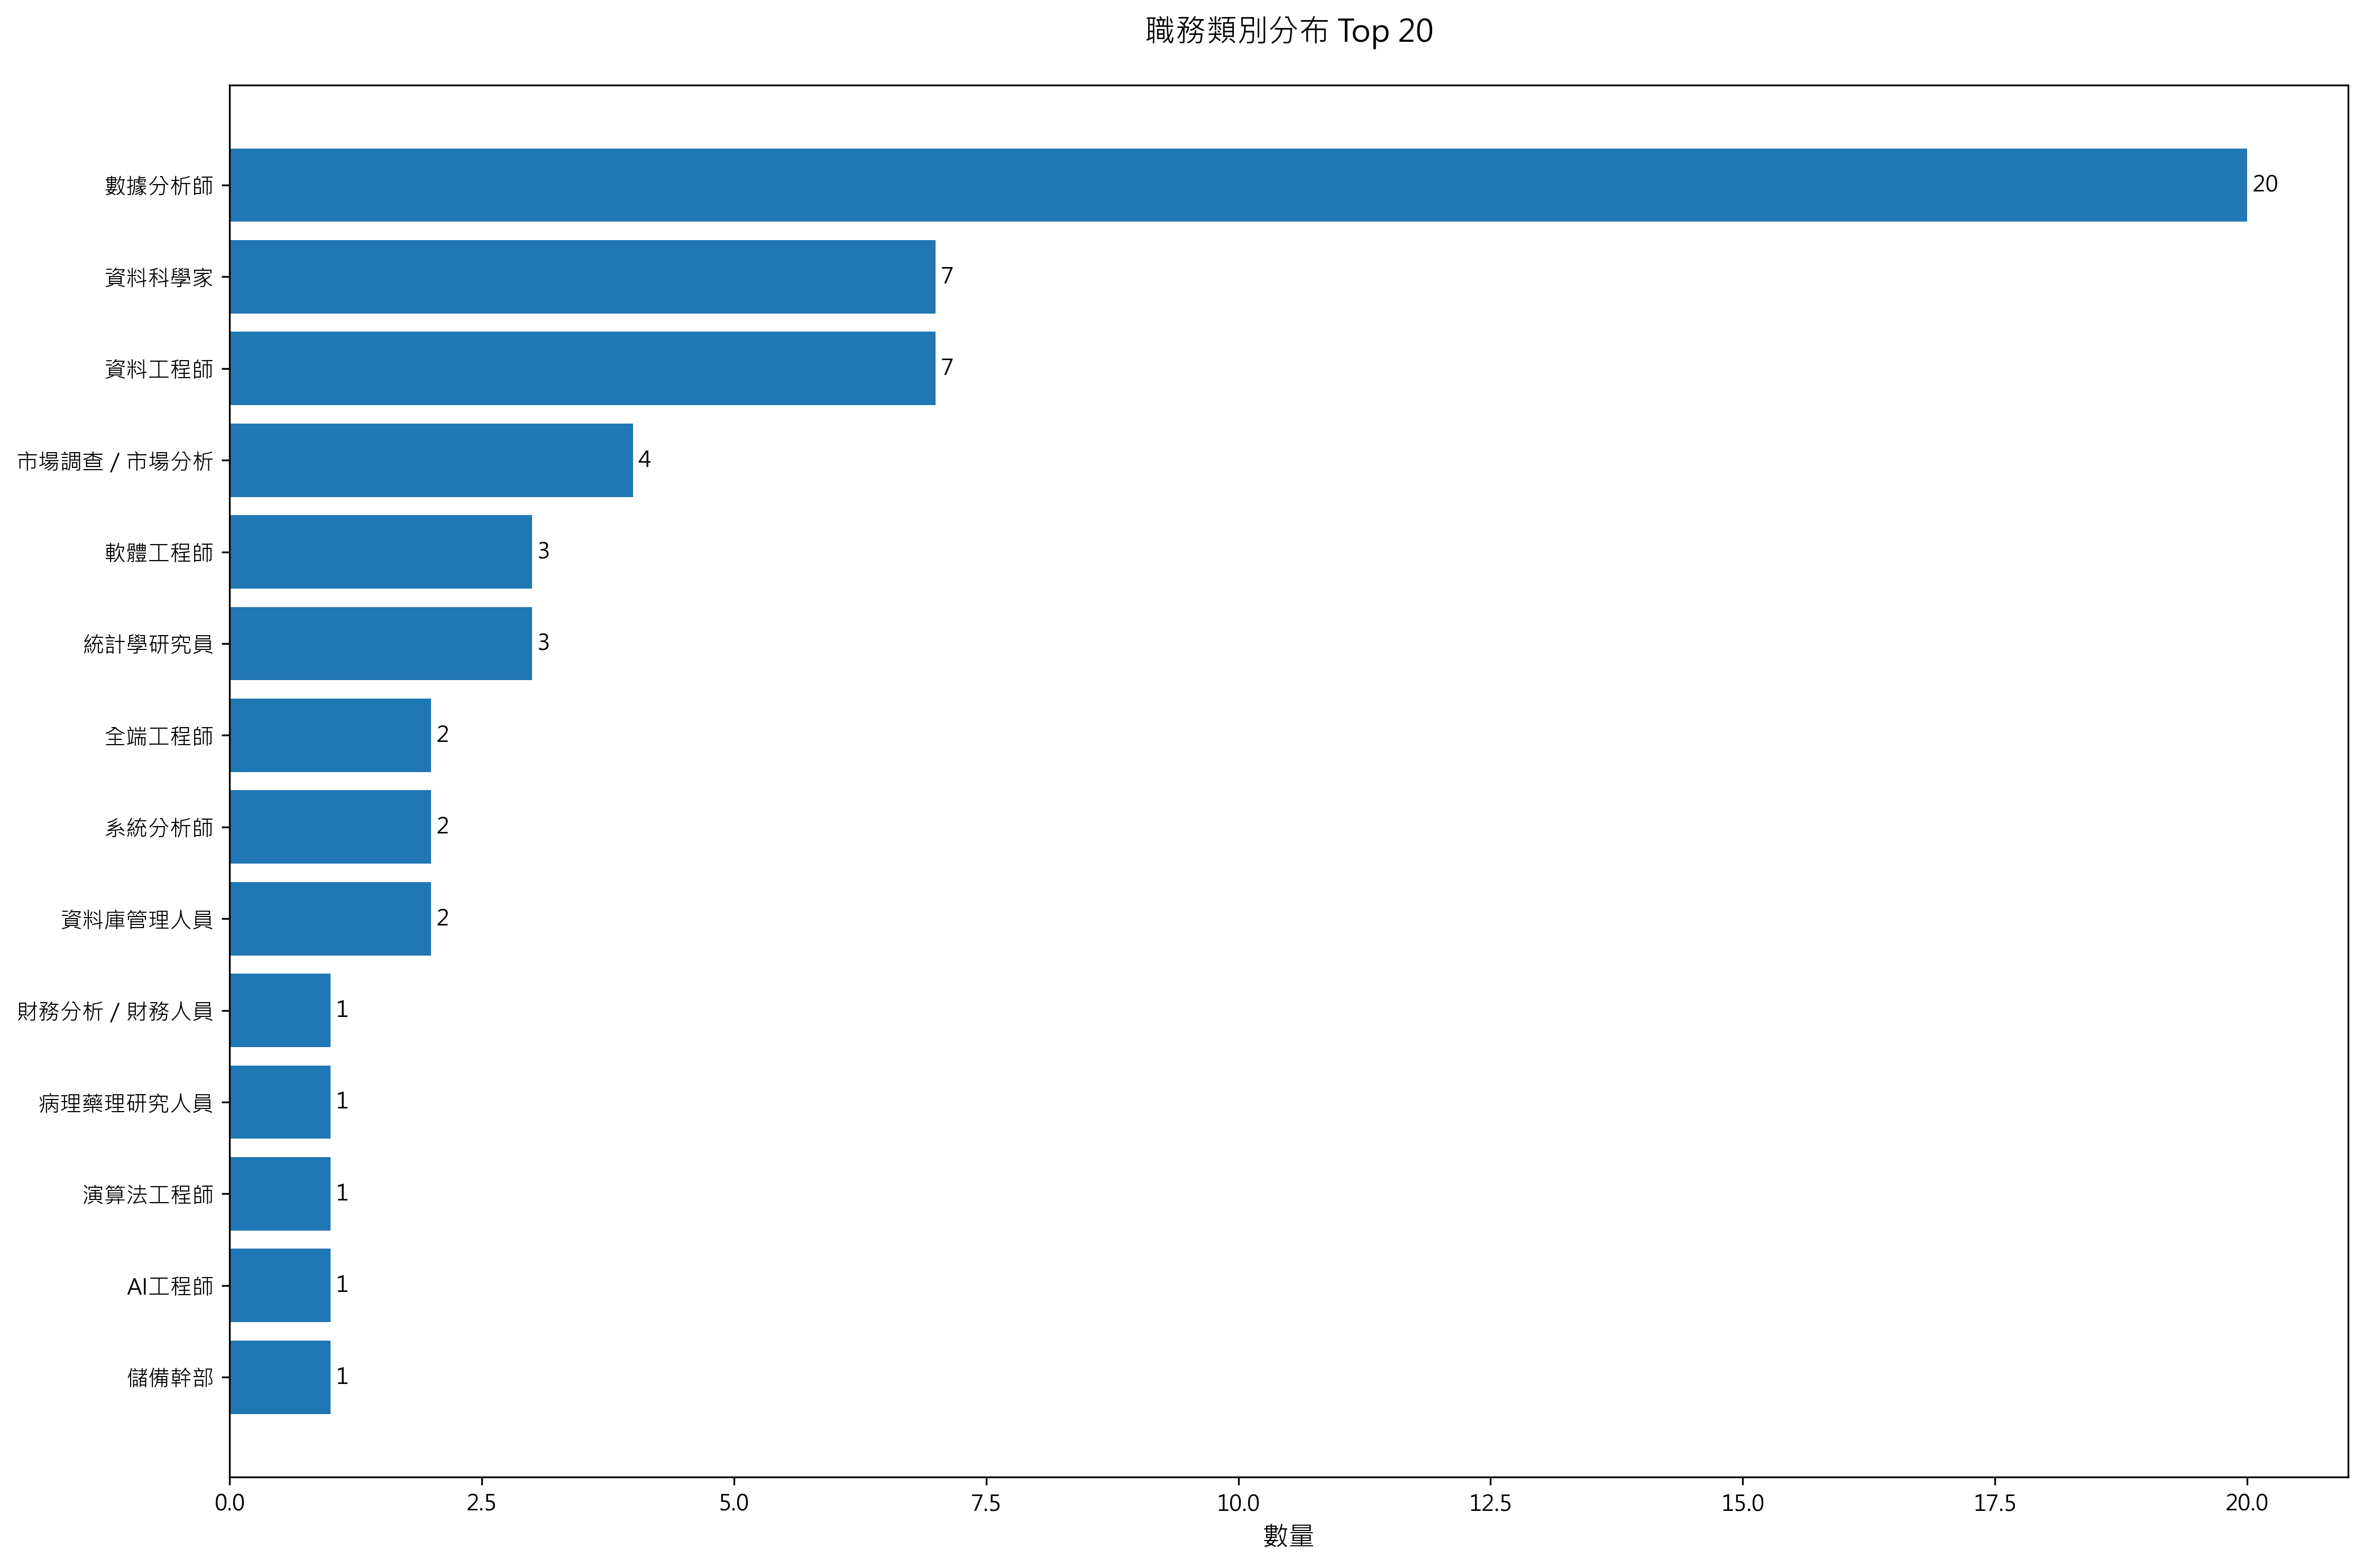 職務類別分布 Top 20
數據分析師 20
資料科學家 7
資料工程師 7
市場調查 / 市場分析 4
軟體工程師 3
統計學研究員 3
全端工程師 2
系統分析師 2
資料庫管理人員 2
財務分析 / 財務人員 1
病理藥理研究人員 1
演算法工程師 1
AI工程師 1
儲備幹部 1
0.0 2.5 5.0 7.5 10.0 12.5 15.0 17.5 20.0
數量